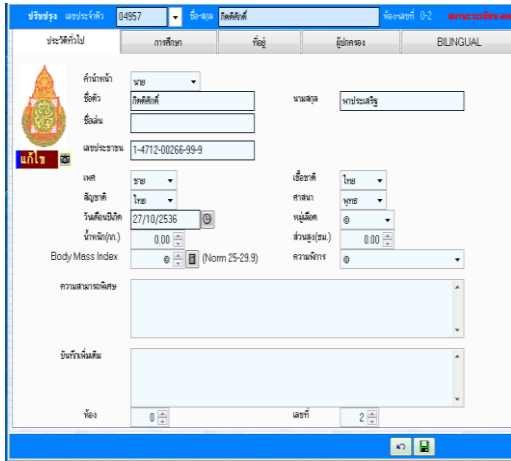 ปรับปรุง เลขประจำตัว 04957 ชื่อ-สกุล กิตติศักดิ์ ห้อง-เลขที่ 0-2
ประวัติทั่วไป การศึกษา ที่อยู่ ผู้ปกครอง BILINGUAL
คำนำหน้า นาย
ชื่อตัว กิตติศักดิ์ นามสกุล พาประเสริฐ
ชื่อเล่น
แก้ไข เลขประชาชน 1-4712-00266-99-9
เพศ ชาย เชื้อชาติ ไทย
สัญชาติ ไทย ศาสนา พุทธ
วันเดือนปีเกิด 27/10/2536 หมู่เลือด
น้ำหนัก(กก.) 0.00 ส่วนสูง(ซม.) 0.00
Body Mass Index (Norm 25-29.9) ความพิการ
ความสามารถพิเศษ
บันทึกเพิ่มเติม
ห้อง 0 เลขที่ 2